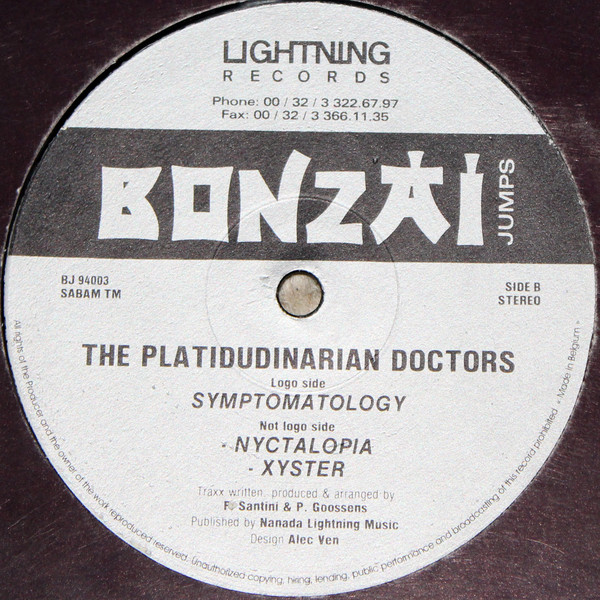 LIGHTNING
RECORDS
Phone: 00 / 32 / 3 322.67.97
Fax: 00 / 32 / 3 366.11.35
BONZAI
JUMPS
BJ 94003
SABAM TM
SIDE B
STEREO
THE PLATIDUDINARIAN DOCTORS
Logo side
SYMPTOMATOLOGY
Not logo side
- NYCTALOPIA
- XYSTER
Traxx written, produced & arranged by
F. Santini & P. Goossens
Published by Nanada Lightning Music
Design Alec Ven
All rights of the Producer and the owner of the work reproduced reserved. Unauthorized copying, hiring, lending, public performance and broadcasting of this record prohibited • Made in Belgium •